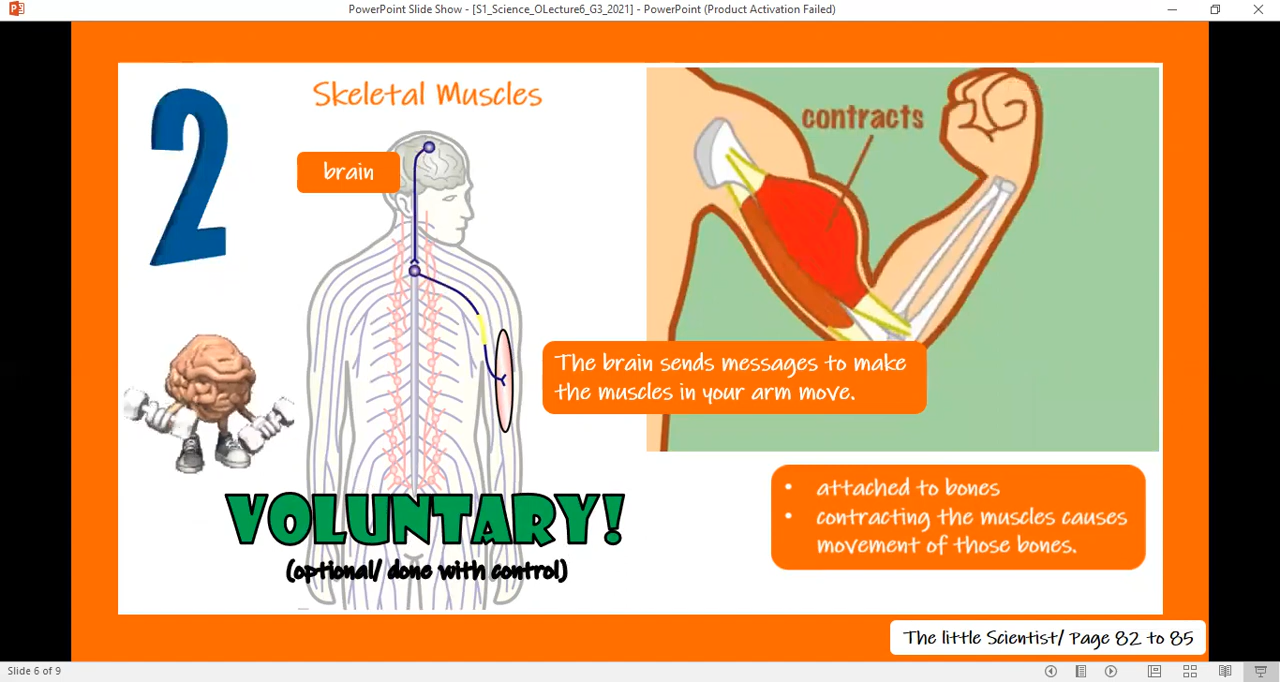 PowerPoint Slide Show - [S1_Science_OLecture6_G3_2021] - PowerPoint (Product Activation Failed)
2
Skeletal Muscles
brain
contracts
The brain sends messages to make
the muscles in your arm move.
VOLUNTARY!
(optional/ done with control)
• attached to bones
• contracting the muscles causes
movement of those bones.
The little Scientist/ Page 82 to 85
Slide 6 of 9